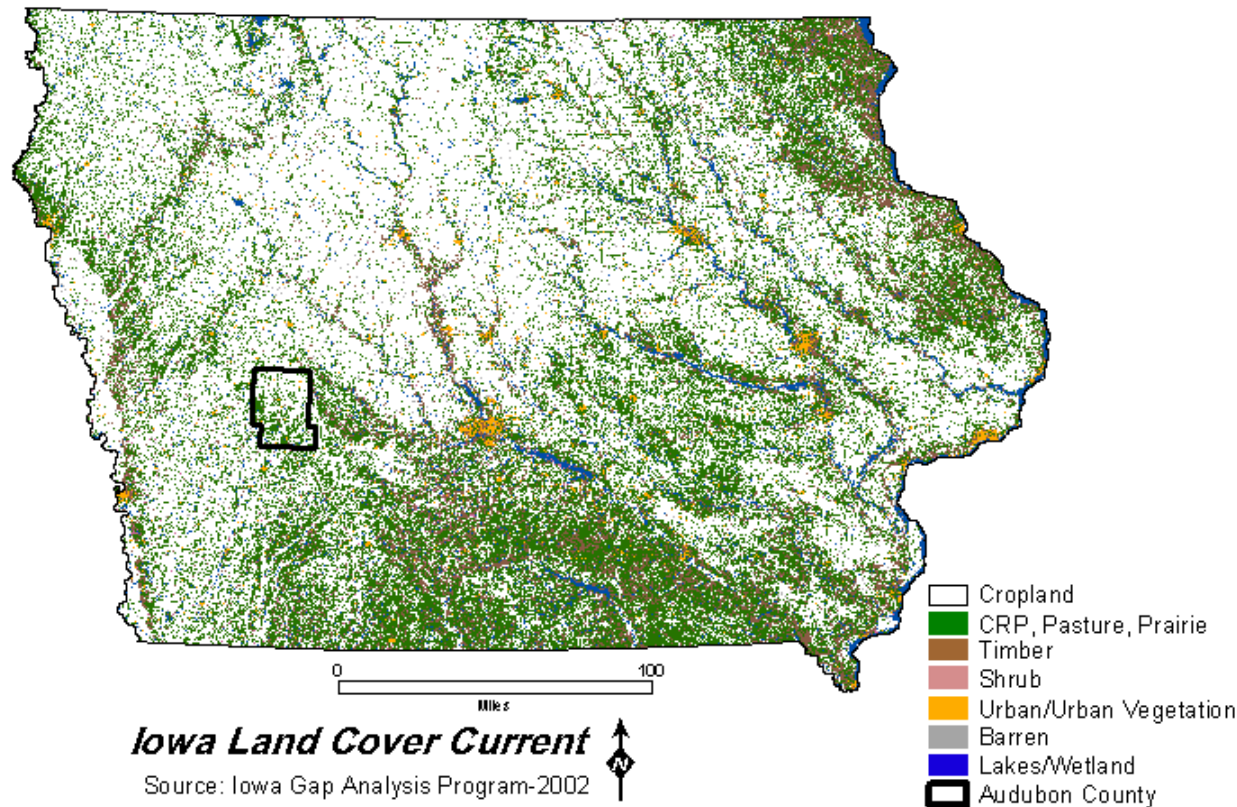 Cropland
CRP, Pasture, Prairie
Timber
Shrub
Urban/Urban Vegetation
Barren
Lakes/Wetland
Audubon County
0 100
Miles
Iowa Land Cover Current
N
Source: Iowa Gap Analysis Program-2002